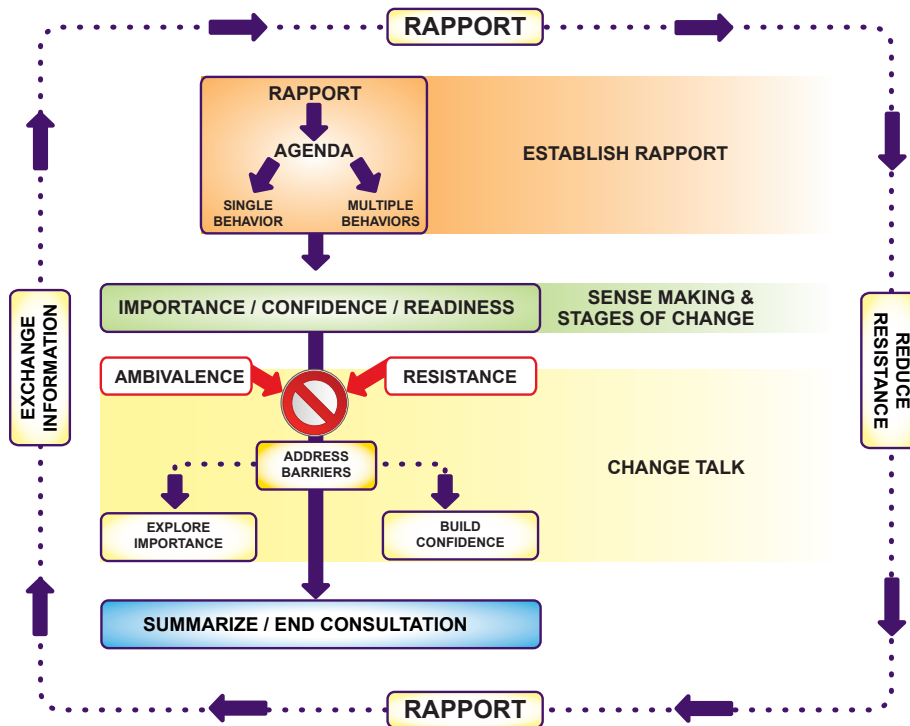 RAPPORT
RAPPORT
AGENDA
SINGLE
BEHAVIOR
MULTIPLE
BEHAVIORS
ESTABLISH RAPPORT
IMPORTANCE / CONFIDENCE / READINESS
SENSE MAKING &
STAGES OF CHANGE
EXCHANGE
INFORMATION
REDUCE
RESISTANCE
AMBIVALENCE
RESISTANCE
ADDRESS
BARRIERS
CHANGE TALK
EXPLORE
IMPORTANCE
BUILD
CONFIDENCE
SUMMARIZE / END CONSULTATION
RAPPORT